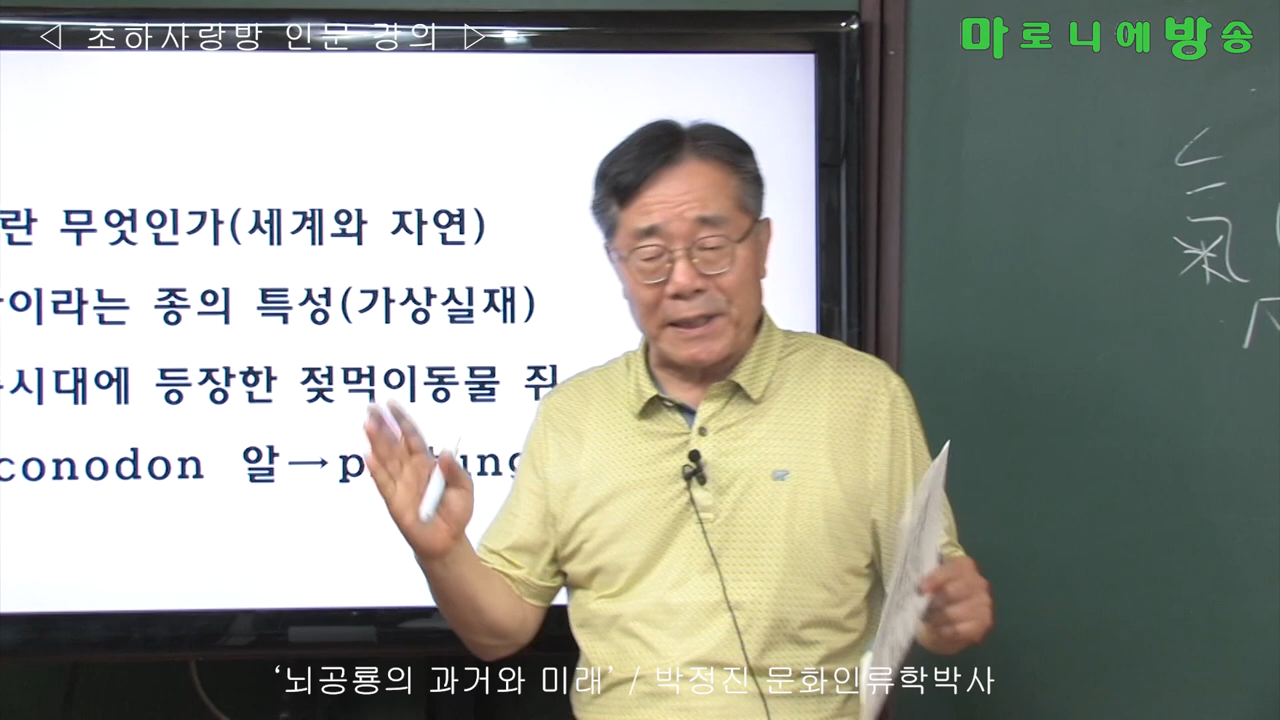 ◁ 초하사랑방 인문 강의 ▷
마로니에방송
란 무엇인가(세계와 자연)
이라는 종의 특성(가상실재)
시대에 등장한 젖먹이동물 쥐
conodon 알→
氣
‘뇌공룡의 과거와 미래’ / 박정진 문화인류학박사